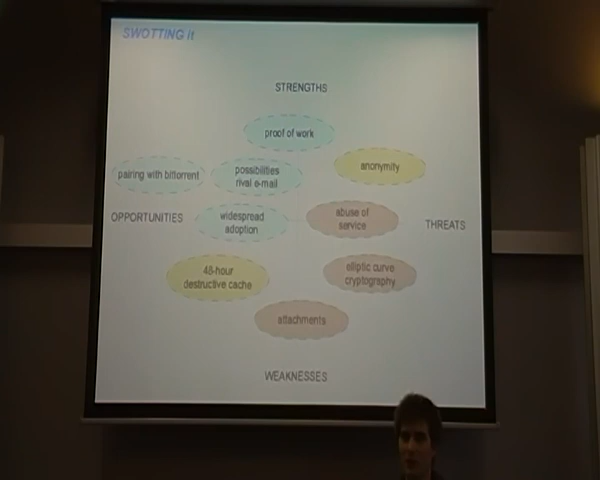 SWOTTING it
STRENGTHS
proof of work
anonymity
pairing with bittorrent
possibilities
rival e-mail
OPPORTUNITIES
widespread
adoption
abuse of
service
THREATS
48-hour
destructive cache
elliptic curve
cryptography
attachments
WEAKNESSES